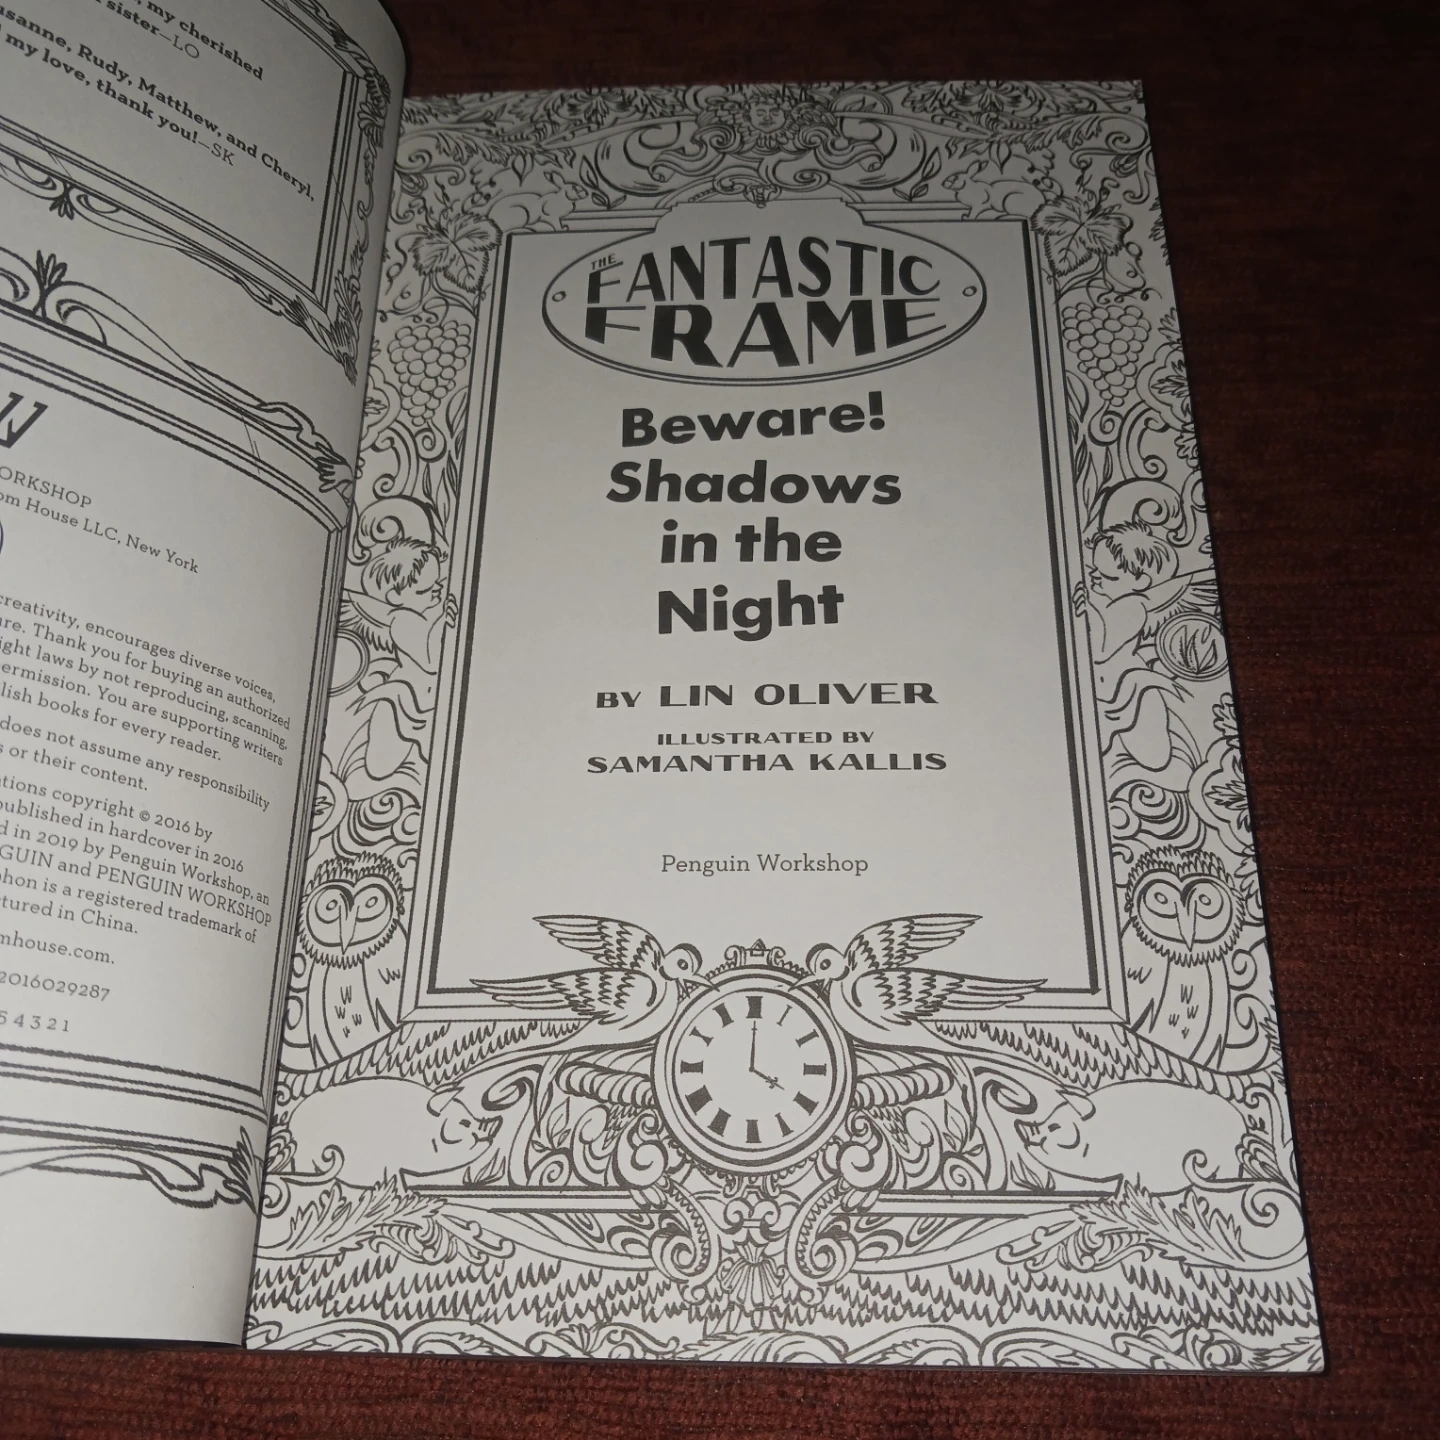 my cherished
sister—LO
usanne, Rudy, Matthew, and Cheryl,
my love, thank you!—SK
W
ORKSHOP
om House LLC, New York
creativity, encourages diverse voices,
Thank you for buying an authorized
ight laws by not reproducing, scanning,
ermission. You are supporting writers
lish books for every reader.
does not assume any responsibility
s or their content.
ations copyright © 2016 by
published in hardcover in 2016
d in 2019 by Penguin Workshop, an
GUIN and PENGUIN WORKSHOP
phon is a registered trademark of
ctured in China.
mhouse.com.
2016029287
5 4 3 2 1
THE
FANTASTIC
FRAME
Beware!
Shadows
in the
Night
BY LIN OLIVER
ILLUSTRATED BY
SAMANTHA KALLIS
Penguin Workshop